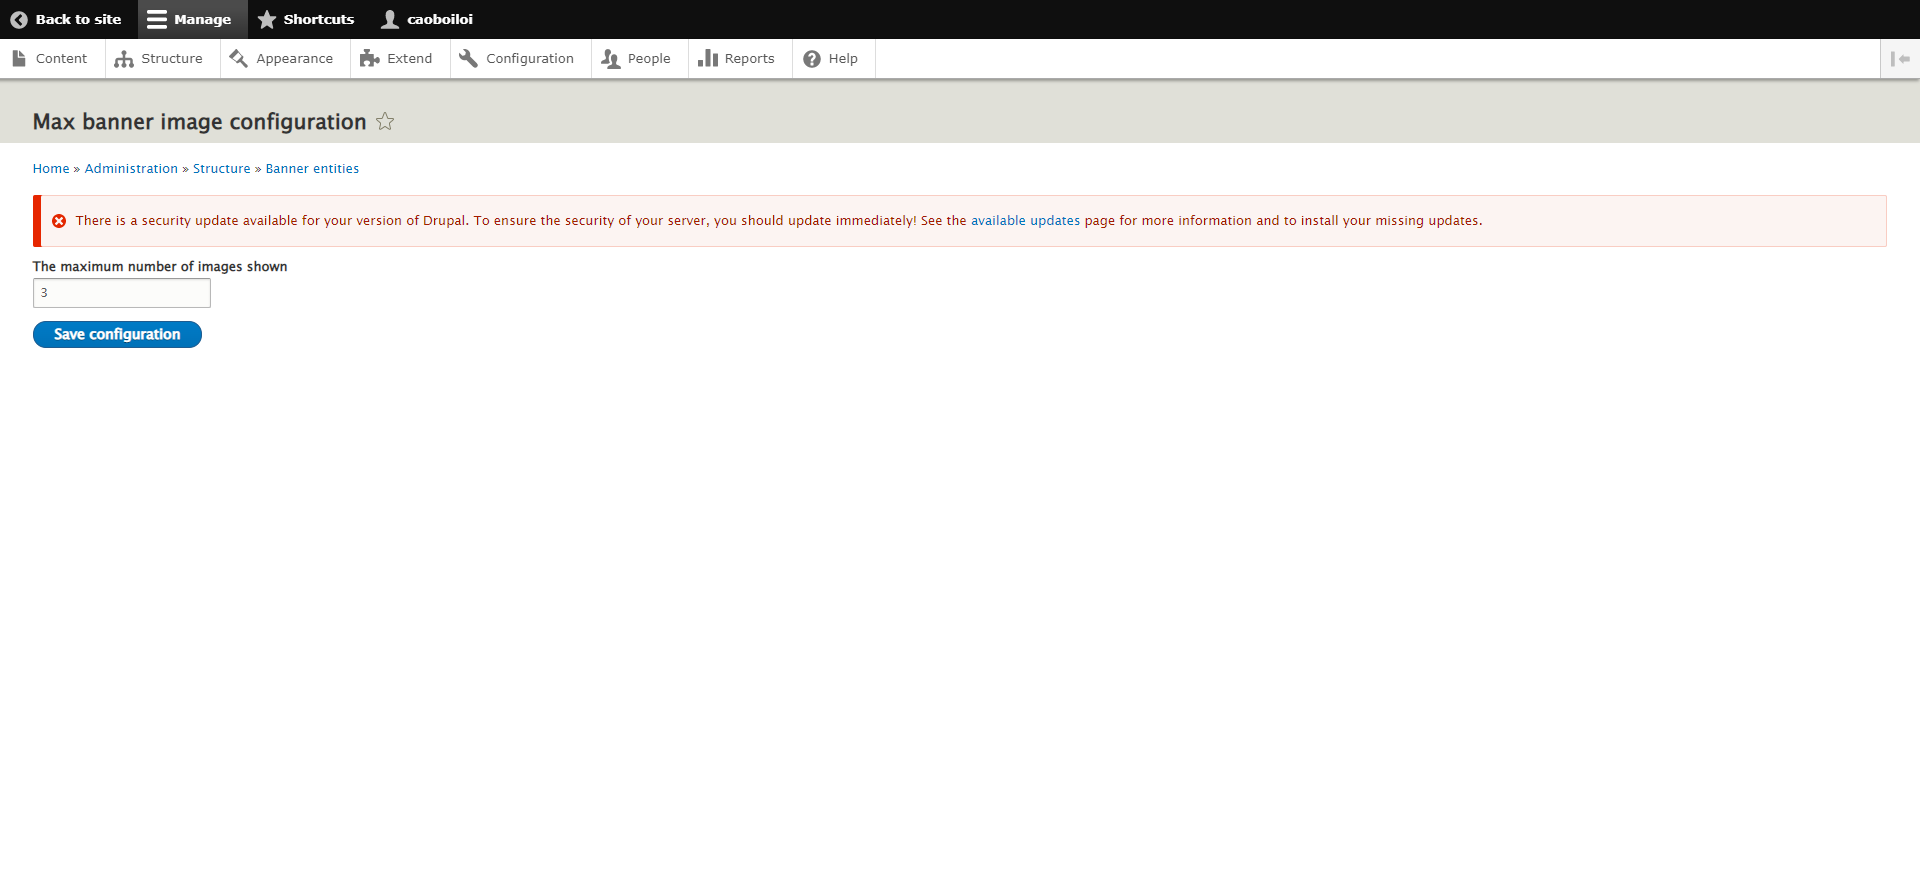 Back to site Manage Shortcuts caoboiloi
Content Structure Appearance Extend Configuration People Reports Help
Max banner image configuration
Home » Administration » Structure » Banner entities
There is a security update available for your version of Drupal. To ensure the security of your server, you should update immediately! See the available updates page for more information and to install your missing updates.
The maximum number of images shown
3
Save configuration